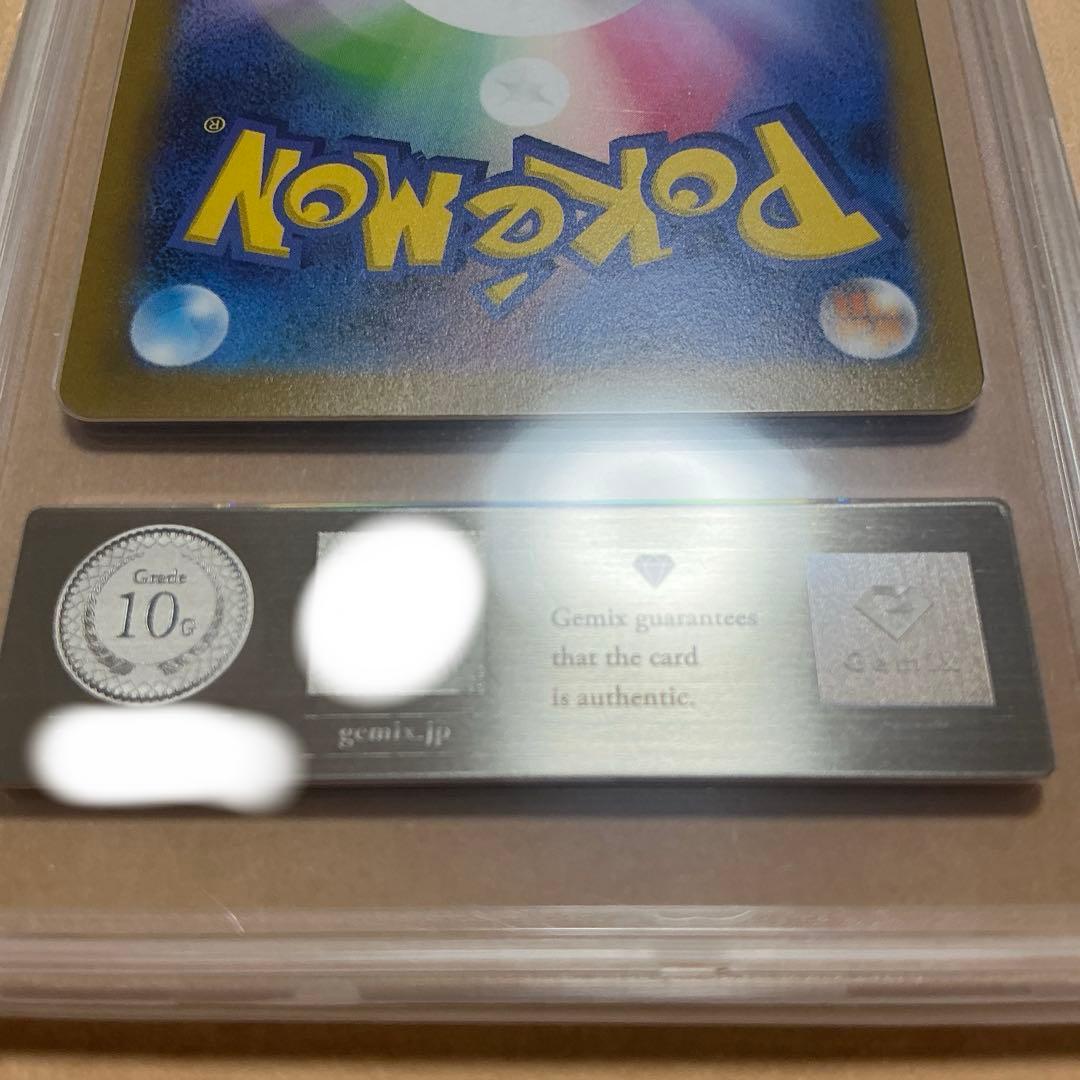 POKéMON
®
Grade
10G
gemix.jp
Gemix guarantees
that the card
is authentic.
Gemix